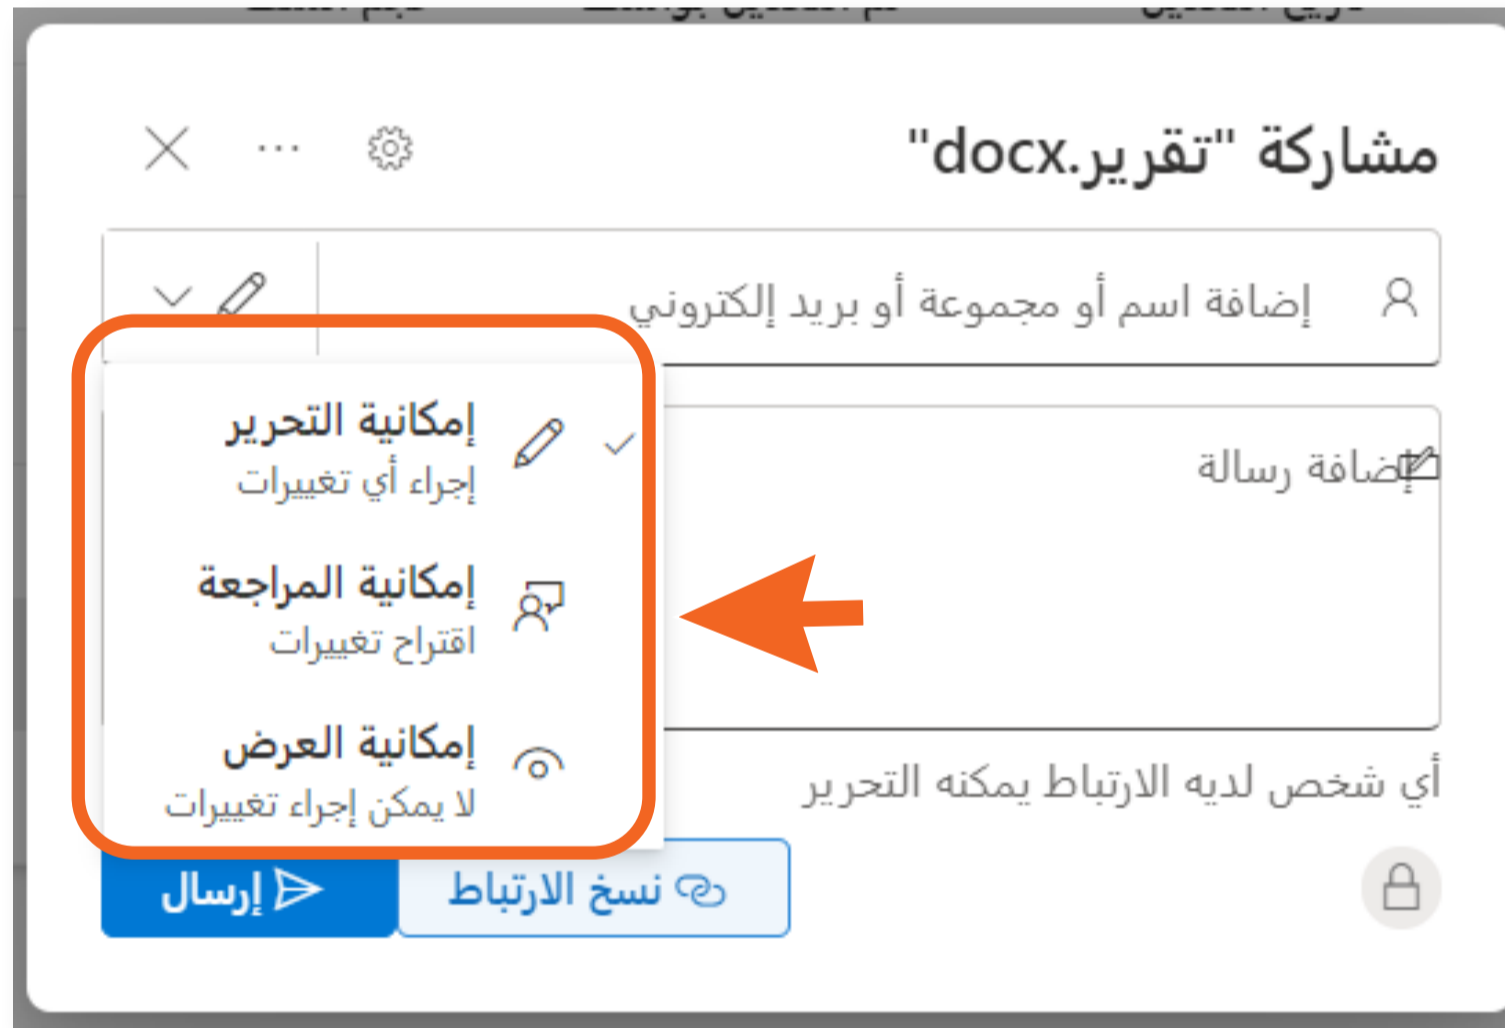 مشاركة "تقرير.docx"
إضافة اسم أو مجموعة أو بريد إلكتروني
إمكانية التحرير
إجراء أي تغييرات
إمكانية المراجعة
اقتراح تغييرات
إمكانية العرض
لا يمكن إجراء تغييرات
إضافة رسالة
أي شخص لديه الارتباط يمكنه التحرير
نسخ الارتباط
إرسال